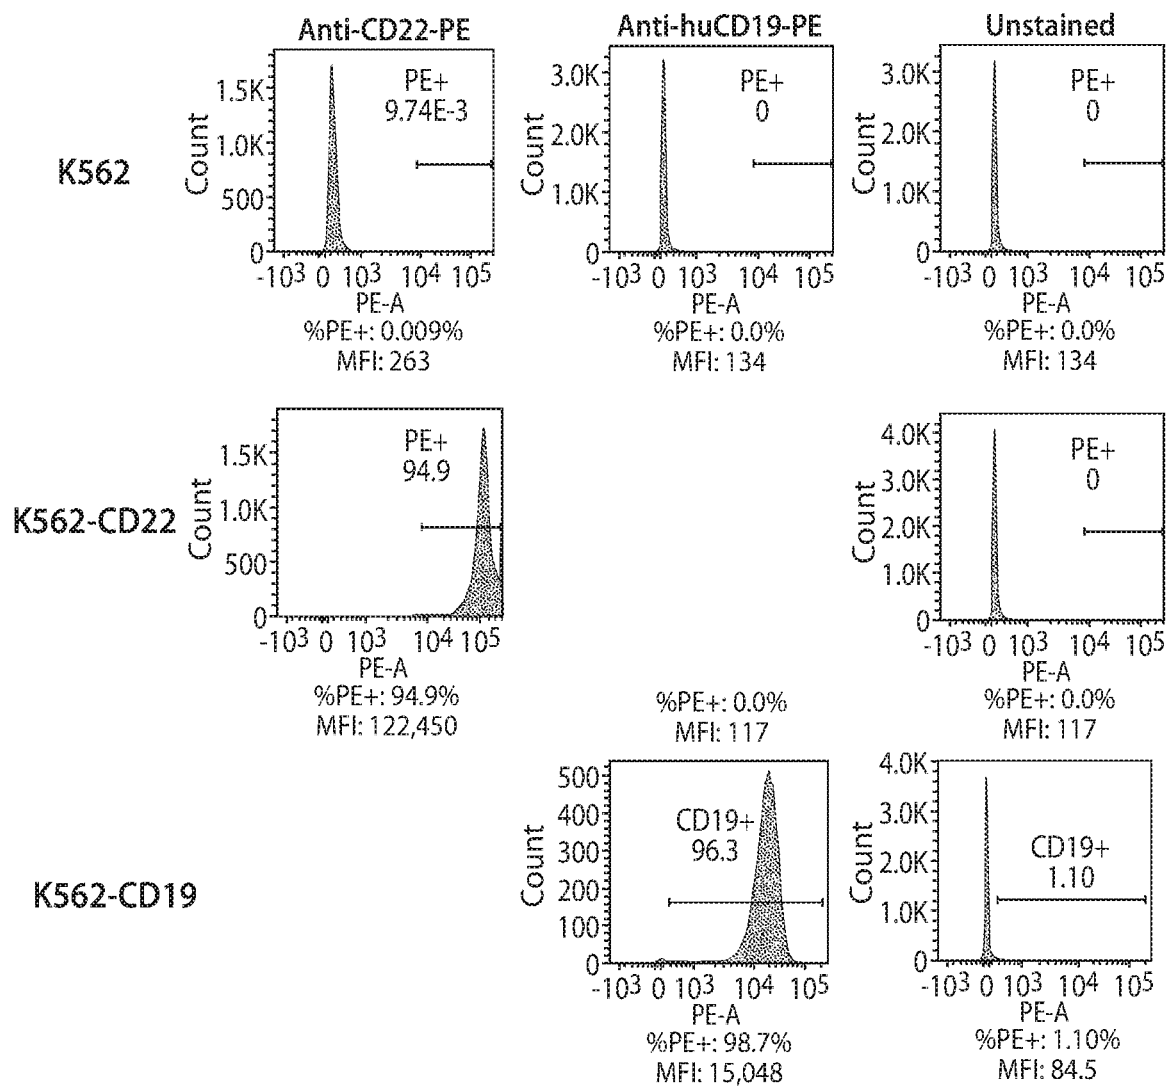 Anti-CD22-PE
Anti-huCD19-PE
Unstained
K562
Count
1.5K
1.0K
500
0
PE+
9.74E-3
-10³ 0 10³ 10⁴ 10⁵
PE-A
%PE+: 0.009%
MFI: 263
Count
3.0K
2.0K
1.0K
0
PE+
0
-10³ 0 10³ 10⁴ 10⁵
PE-A
%PE+: 0.0%
MFI: 134
Count
3.0K
2.0K
1.0K
0
PE+
0
-10³ 0 10³ 10⁴ 10⁵
PE-A
%PE+: 0.0%
MFI: 134
K562-CD22
Count
1.5K
1.0K
500
0
PE+
94.9
-10³ 0 10³ 10⁴ 10⁵
PE-A
%PE+: 94.9%
MFI: 122,450
%PE+: 0.0%
MFI: 117
Count
4.0K
3.0K
2.0K
1.0K
0
PE+
0
-10³ 0 10³ 10⁴ 10⁵
PE-A
%PE+: 0.0%
MFI: 117
K562-CD19
Count
500
400
300
200
100
0
CD19+
96.3
-10³ 0 10³ 10⁴ 10⁵
PE-A
%PE+: 98.7%
MFI: 15,048
Count
4.0K
3.0K
2.0K
1.0K
0
CD19+
1.10
-10³ 0 10³ 10⁴ 10⁵
PE-A
%PE+: 1.10%
MFI: 84.5